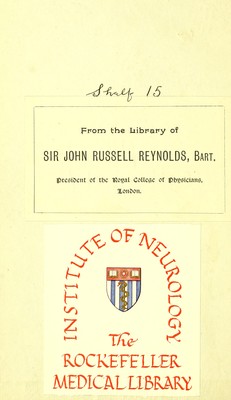 Shelf 15
From the Library of
SIR JOHN RUSSELL REYNOLDS, BART.
President of the Royal College of Physicians,
London.
INSTITUTE OF NEUROLOGY
The
ROCKEFELLER
MEDICAL LIBRARY